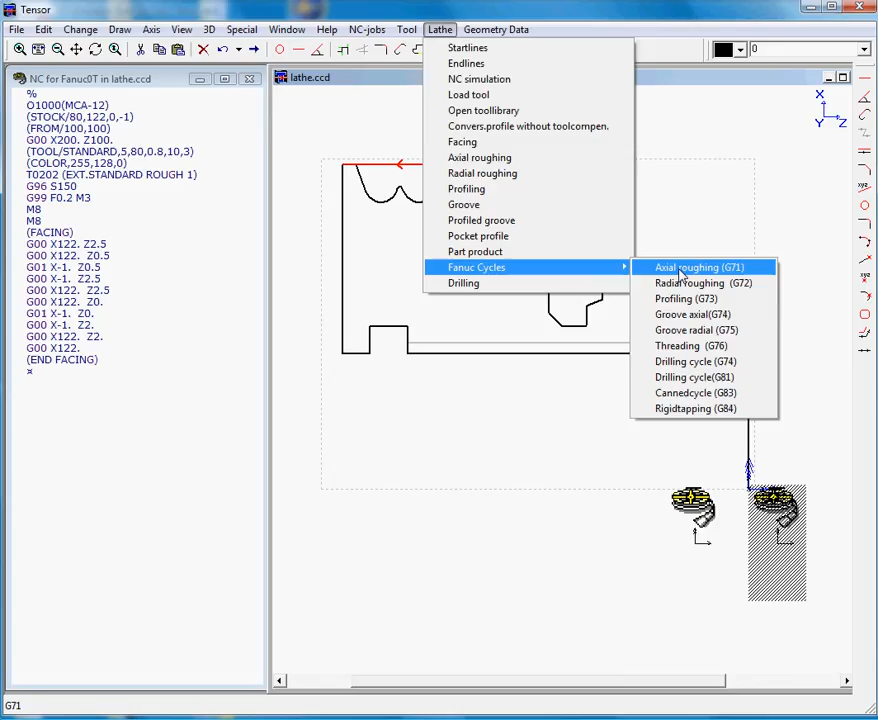 Tensor
File Edit Change Draw Axis View 3D Special Window Help NC-jobs Tool Lathe Geometry Data
0
NC for Fanuc0T in lathe.ccd
%
O1000(MCA-12)
(STOCK/80,122,0,-1)
(FROM/100,100)
G00 X200. Z100.
(TOOL/STANDARD,5,80,0.8,10,3)
(COLOR,255,128,0)
T0202 (EXT.STANDARD ROUGH 1)
G96 S150
G99 F0.2 M3
M8
M8
(FACING)
G00 X122. Z2.5
G00 X122. Z0.5
G01 X-1. Z0.5
G00 X-1. Z2.5
G00 X122. Z2.5
G00 X122. Z0.
G01 X-1. Z0.
G00 X-1. Z2.
G00 X122. Z2.
G00 X122.
(END FACING)
¤
lathe.ccd
Startlines
Endlines
NC simulation
Load tool
Open toollibrary
Convers.profile without toolcompen.
Facing
Axial roughing
Radial roughing
Profiling
Groove
Profiled groove
Pocket profile
Part product
Fanuc Cycles
Drilling
Axial roughing (G71)
Radial roughing (G72)
Profiling (G73)
Groove axial(G74)
Groove radial (G75)
Threading (G76)
Drilling cycle (G74)
Drilling cycle(G81)
Cannedcycle (G83)
Rigidtapping (G84)
X
Y Z
xyz
xyz
G71